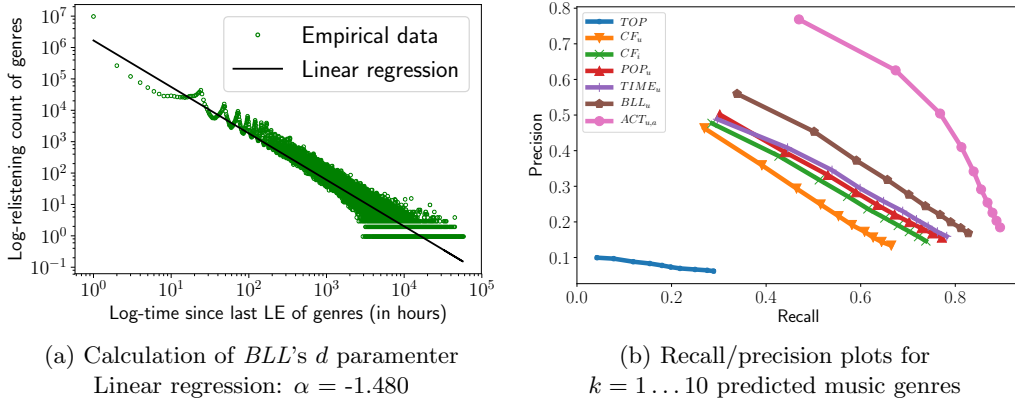 10^7
10^6
10^5
10^4
10^3
10^2
10^1
10^0
10^−1
Log-relistening count of genres
Empirical data
Linear regression
10^0 10^1 10^2 10^3 10^4 10^5
Log-time since last LE of genres (in hours)
(a) Calculation of BLL's d paramenter
Linear regression: α = -1.480
0.8
0.7
0.6
0.5
0.4
0.3
0.2
0.1
Precision
TOP
CF_u
CF_i
POP_u
TIME_u
BLL_u
ACT_{u,a}
0.0 0.2 0.4 0.6 0.8
Recall
(b) Recall/precision plots for
k = 1 . . . 10 predicted music genres